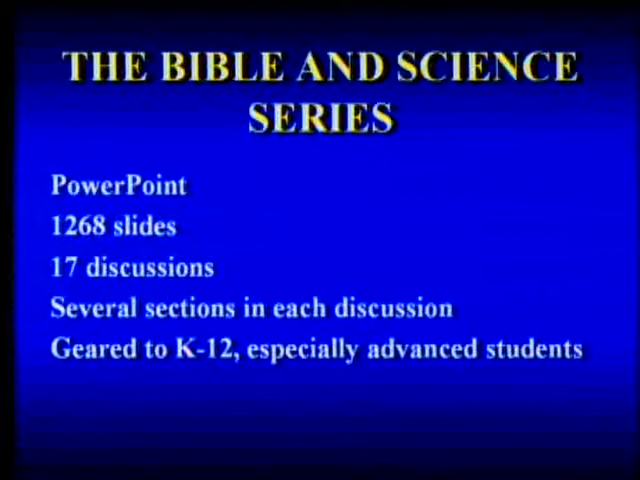 THE BIBLE AND SCIENCE
SERIES
PowerPoint
1268 slides
17 discussions
Several sections in each discussion
Geared to K-12, especially advanced students